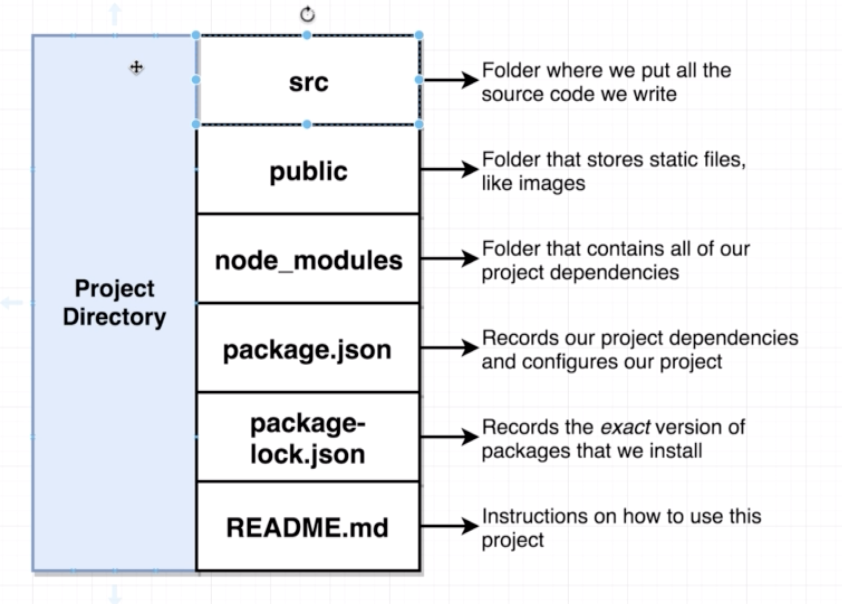 Project
Directory
src
Folder where we put all the
source code we write
public
Folder that stores static files,
like images
node_modules
Folder that contains all of our
project dependencies
package.json
Records our project dependencies
and configures our project
package-
lock.json
Records the exact version of
packages that we install
README.md
Instructions on how to use this
project